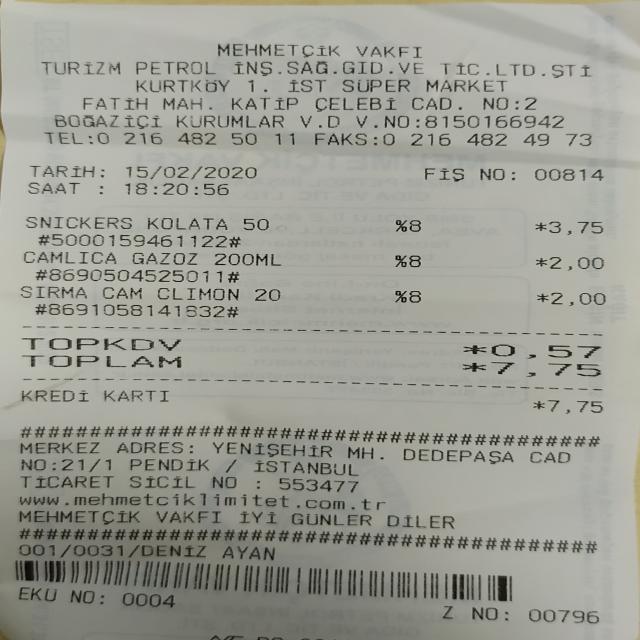 MEHMETÇİK VAKFI
TURİZM PETROL İNŞ.SAĞ.GID.VE TİC.LTD.ŞTİ
KURTKÖY 1. İST SÜPER MARKET
FATİH MAH. KATİP ÇELEBİ CAD. NO:2
BOĞAZİÇİ KURUMLAR V.D V.NO:8150166942
TEL:0 216 482 50 11 FAKS:0 216 482 49 73
TARİH: 15/02/2020 FİŞ NO: 00814
SAAT : 18:20:56
SNICKERS KOLATA 50 %8 *3,75
#5000159461122#
CAMLICA GAZOZ 200ML %8 *2,00
#8690504525011#
SIRMA CAM CLIMON 20 %8 *2,00
#8691058141832#
TOPKDV *0,57
TOPLAM *7,75
KREDİ KARTI *7,75
MERKEZ ADRES: YENİŞEHİR MH. DEDEPAŞA CAD
NO:21/1 PENDİK / İSTANBUL
TİCARET SİCİL NO : 553477
www.mehmetciklimitet.com.tr
MEHMETÇİK VAKFI İYİ GÜNLER DİLER
001/0031/DENİZ AYAN
EKÜ NO: 0004 Z NO: 00796